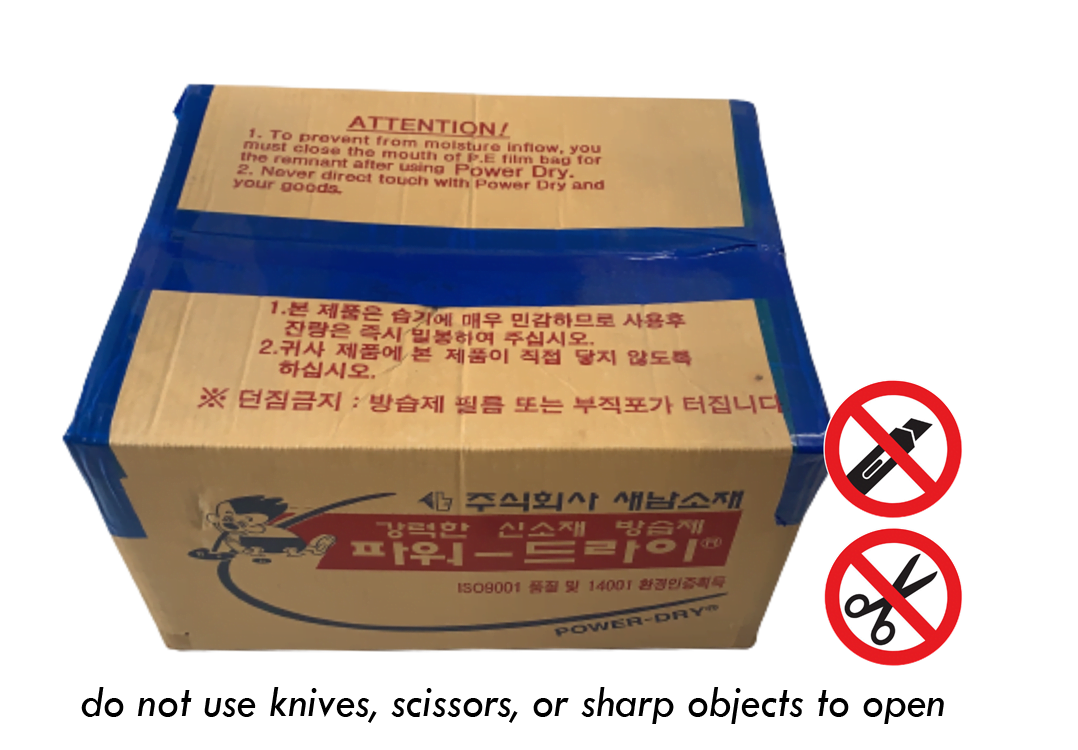 ATTENTION!
1. To prevent from moisture inflow, you
must close the mouth of P.E film bag for
the remnant after using Power Dry.
2. Never direct touch with Power Dry and
your goods.
1.본 제품은 습기에 매우 민감하므로 사용후
잔량은 즉시 밀봉하여 주십시오.
2.귀사 제품에 본 제품이 직접 닿지 않도록
하십시오.
※ 던짐금지 : 방습제 필름 또는 부직포가 터집니다
주식회사 새남소재
강력한 신소재 방습제
파워-드라이®
ISO9001 품질 및 14001 환경인증획득
POWER-DRY®
do not use knives, scissors, or sharp objects to open